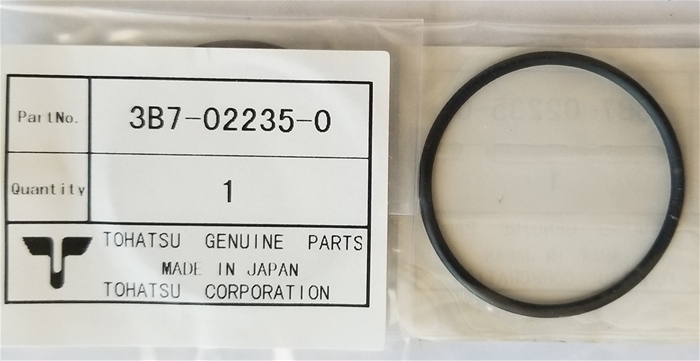 PartNo. 3B7-02235-0
Quantity 1
TOHATSU GENUINE PARTS
MADE IN JAPAN
TOHATSU CORPORATION